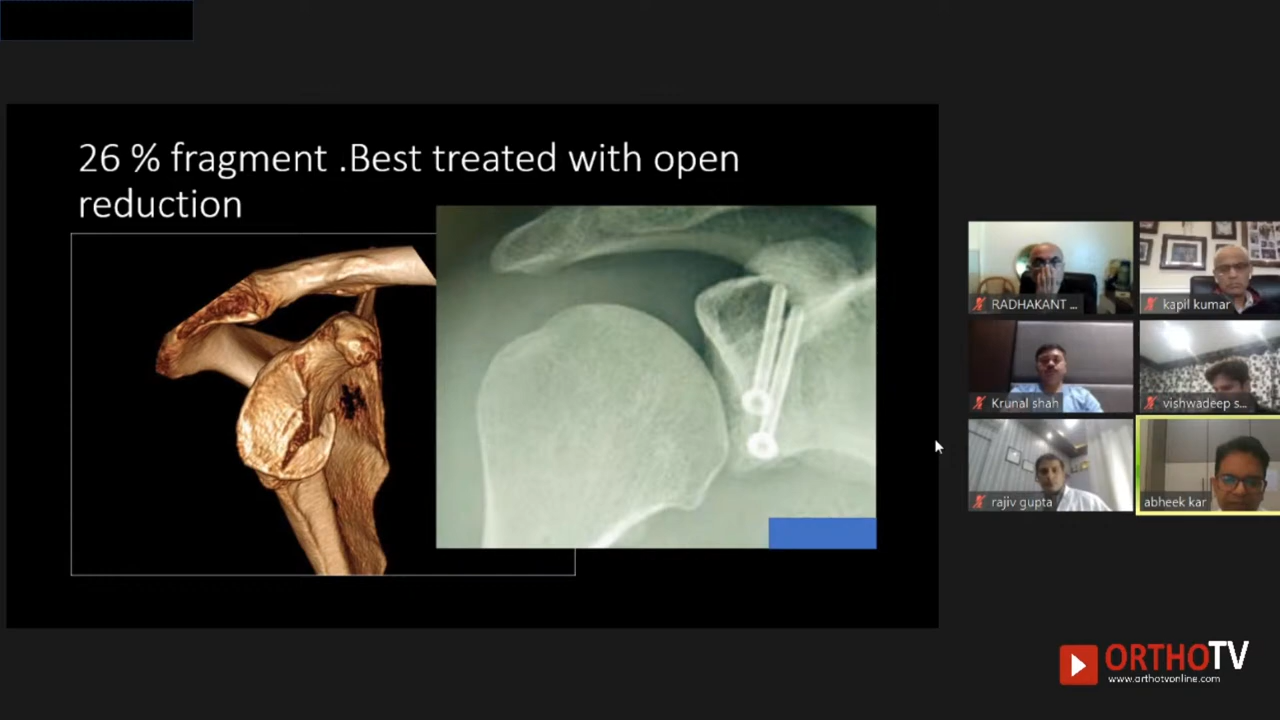 26 % fragment .Best treated with open
reduction
RADHAKANT ...
kapil kumar
Krunal shah
vishwadeep s...
rajiv gupta
abheek kar
ORTHOTV
www.orthotvonline.com